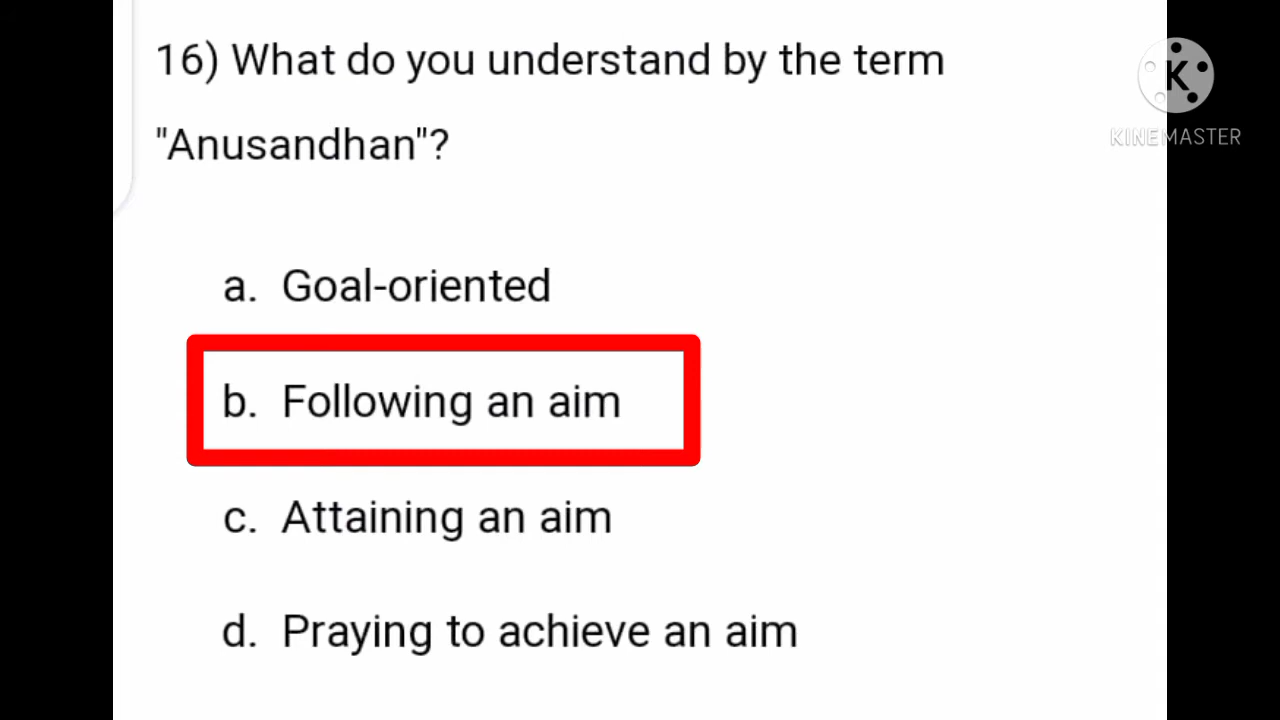 16) What do you understand by the term
"Anusandhan"?
a. Goal-oriented
b. Following an aim
c. Attaining an aim
d. Praying to achieve an aim
K
KINEMASTER